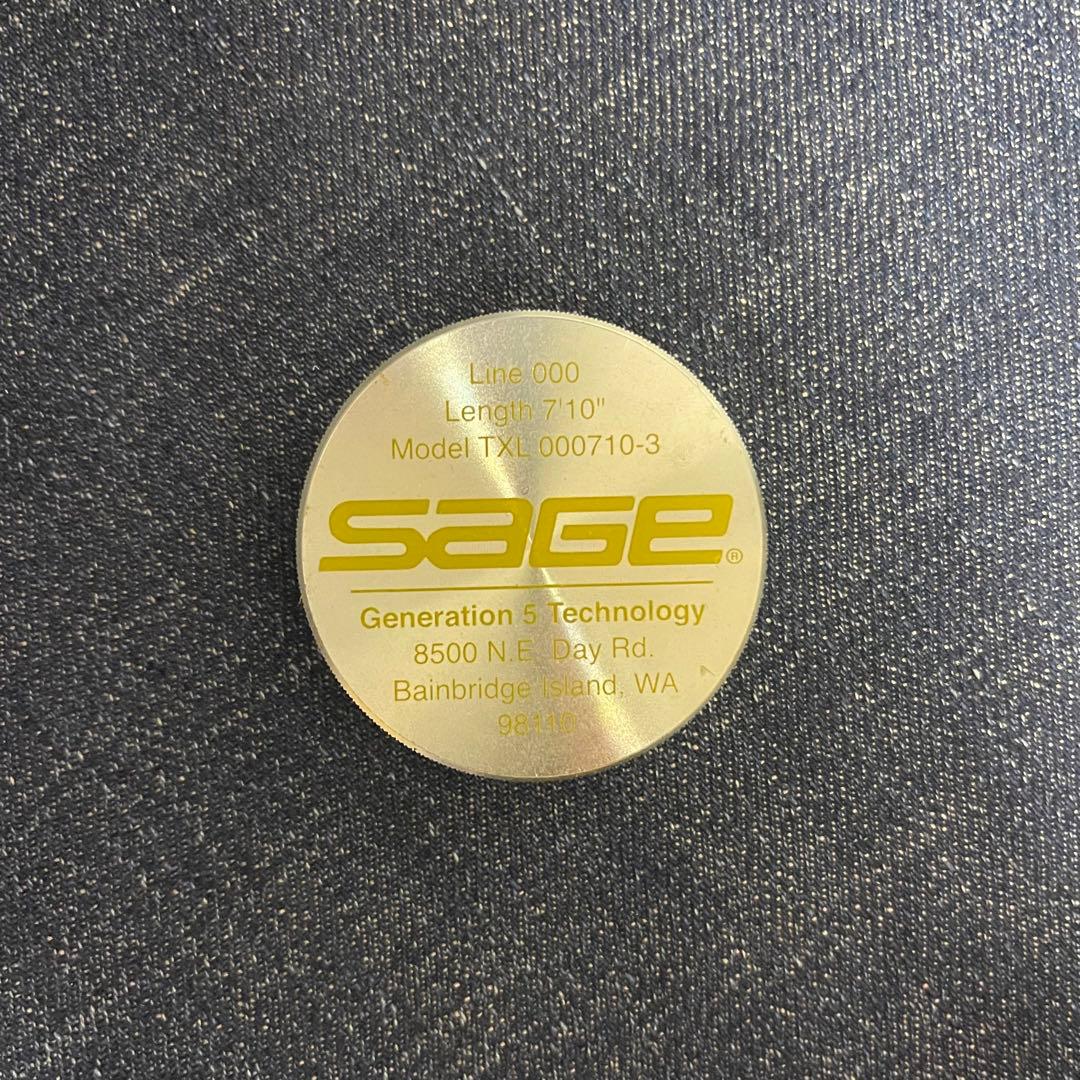 Line 000
Length 7'10"
Model TXL 000710-3
SAGE®
Generation 5 Technology
8500 N.E. Day Rd.
Bainbridge Island, WA
98110